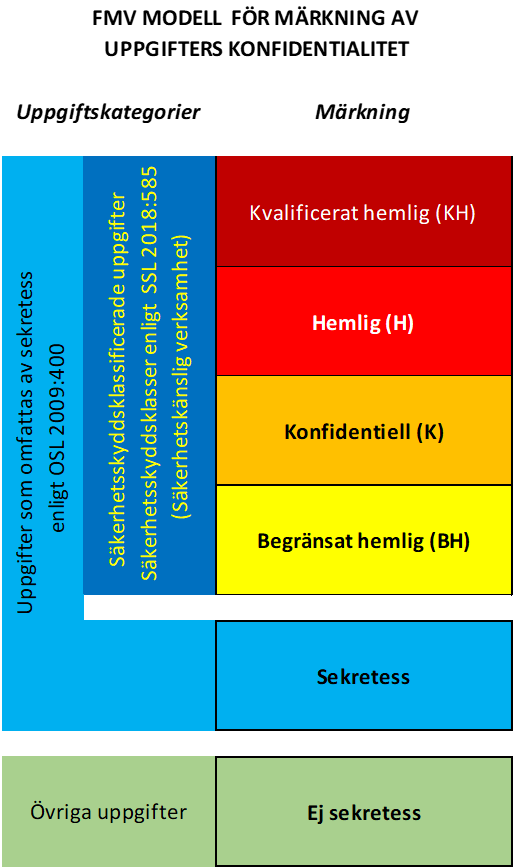 FMV MODELL FÖR MÄRKNING AV
UPPGIFTERS KONFIDENTIALITET
Uppgiftskategorier
Märkning
Uppgifter som omfattas av sekretess
enligt OSL 2009:400
Säkerhetsskyddsklassificerade uppgifter
Säkerhetsskyddsklasser enligt SSL 2018:585
(Säkerhetskänslig verksamhet)
Kvalificerat hemlig (KH)
Hemlig (H)
Konfidentiell (K)
Begränsat hemlig (BH)
Sekretess
Övriga uppgifter
Ej sekretess